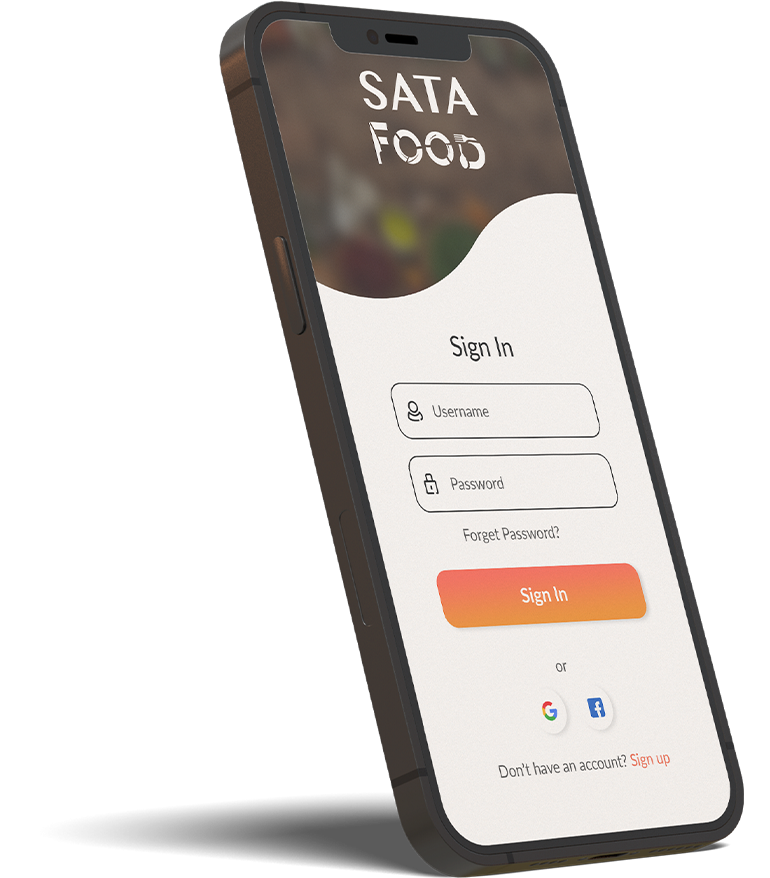 SATA
FOOD
Sign In
Username
Password
Forget Password?
Sign In
or
G
f
Don't have an account? Sign up